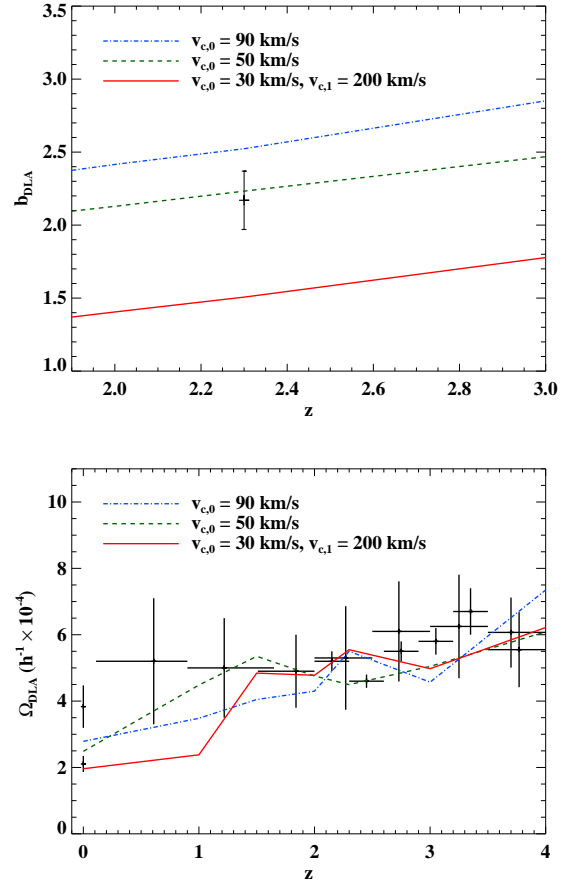 3.5
3.0
2.5
2.0
1.5
1.0
b_DLA
v_c,0 = 90 km/s
v_c,0 = 50 km/s
v_c,0 = 30 km/s, v_c,1 = 200 km/s
2.0 2.2 2.4 2.6 2.8 3.0
z
10
8
6
4
2
0
Ω_DLA (h⁻¹ × 10⁻⁴)
v_c,0 = 90 km/s
v_c,0 = 50 km/s
v_c,0 = 30 km/s, v_c,1 = 200 km/s
0 1 2 3 4
z